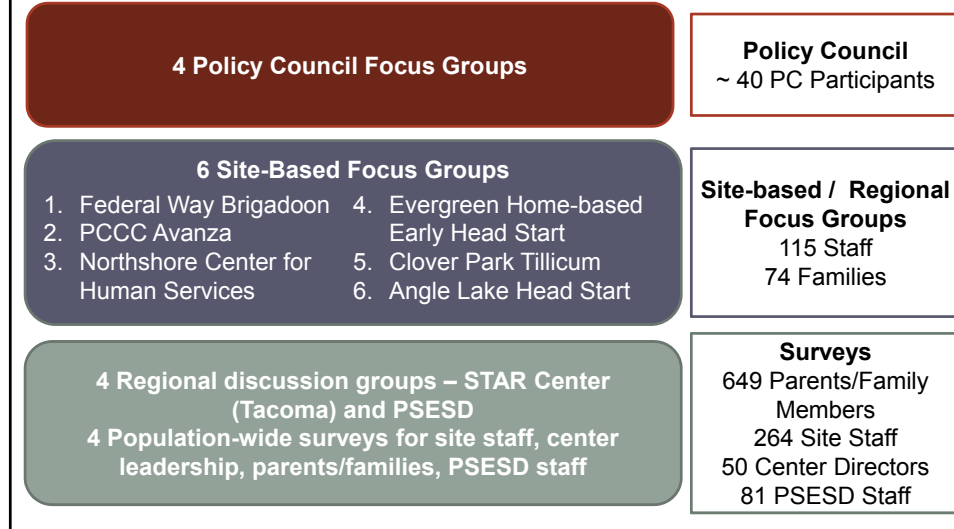 4 Policy Council Focus Groups
Policy Council
~ 40 PC Participants
6 Site-Based Focus Groups
1. Federal Way Brigadoon
2. PCCC Avanza
3. Northshore Center for
Human Services
4. Evergreen Home-based
Early Head Start
5. Clover Park Tillicum
6. Angle Lake Head Start
Site-based / Regional
Focus Groups
115 Staff
74 Families
4 Regional discussion groups – STAR Center
(Tacoma) and PSESD
4 Population-wide surveys for site staff, center
leadership, parents/families, PSESD staff
Surveys
649 Parents/Family
Members
264 Site Staff
50 Center Directors
81 PSESD Staff